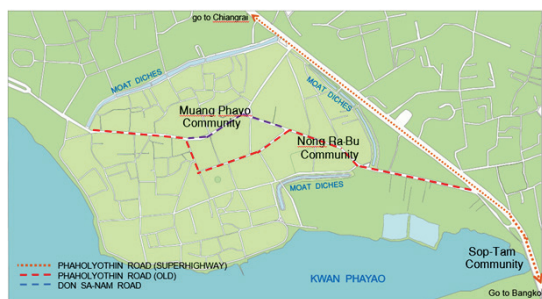 go to Chiangrai
MOAT DICHES
MOAT DICHES
Muang Phayo
Community
Nong Ra Bu
Community
MOAT DICHES
Sop-Tam
Community
PHAHOLYOTHIN ROAD (SUPERHIGHWAY)
PHAHOLYOTHIN ROAD (OLD)
DON SA-NAM ROAD
KWAN PHAYAO
Go to Bangko